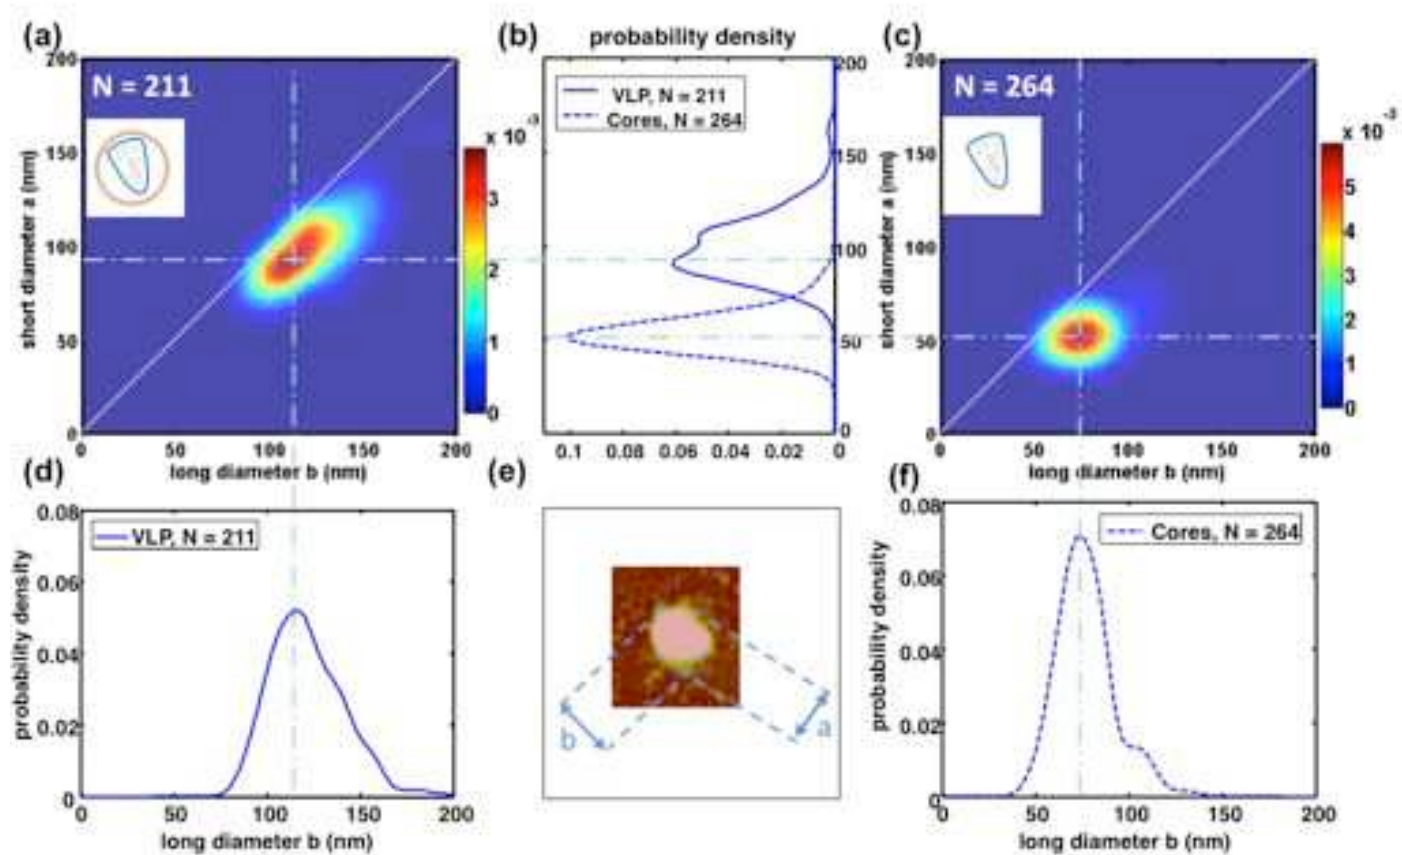 (a)
200
N = 211
150
100
50
0
short diameter a (nm)
0 50 100 150 200
long diameter b (nm)
x 10⁻³
3
2
1
0
(b)
probability density
VLP, N = 211
Cores, N = 264
200
150
100
50
0
0.1 0.08 0.06 0.04 0.02
(c)
200
N = 264
150
100
50
0
short diameter a (nm)
0 50 100 150 200
long diameter b (nm)
x 10⁻³
5
4
3
2
1
0
(d)
0.08
0.06
0.04
0.02
0
probability density
VLP, N = 211
0 50 100 150 200
long diameter b (nm)
(e)
b
a
(f)
0.08
0.06
0.04
0.02
0
probability density
Cores, N = 264
0 50 100 150 200
long diameter b (nm)